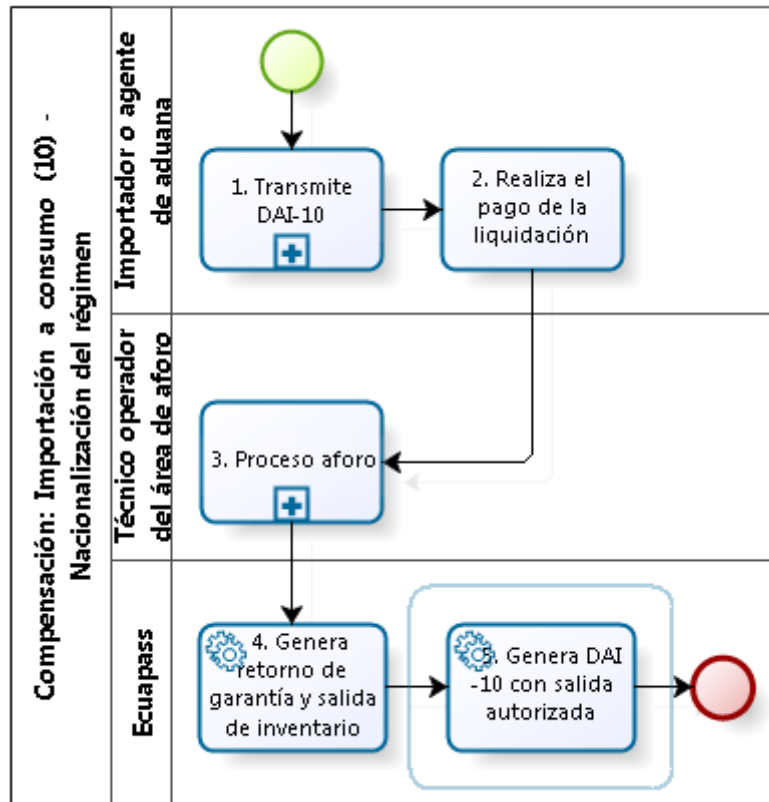 Compensación: Importación a consumo (10) -
Nacionalización del régimen
Importador o agente
de aduana
1. Transmite
DAI-10
2. Realiza el
pago de la
liquidación
Técnico operador
del área de aforo
3. Proceso aforo
Ecuapass
4. Genera
retorno de
garantía y salida
de inventario
5. Genera DAI
-10 con salida
autorizada